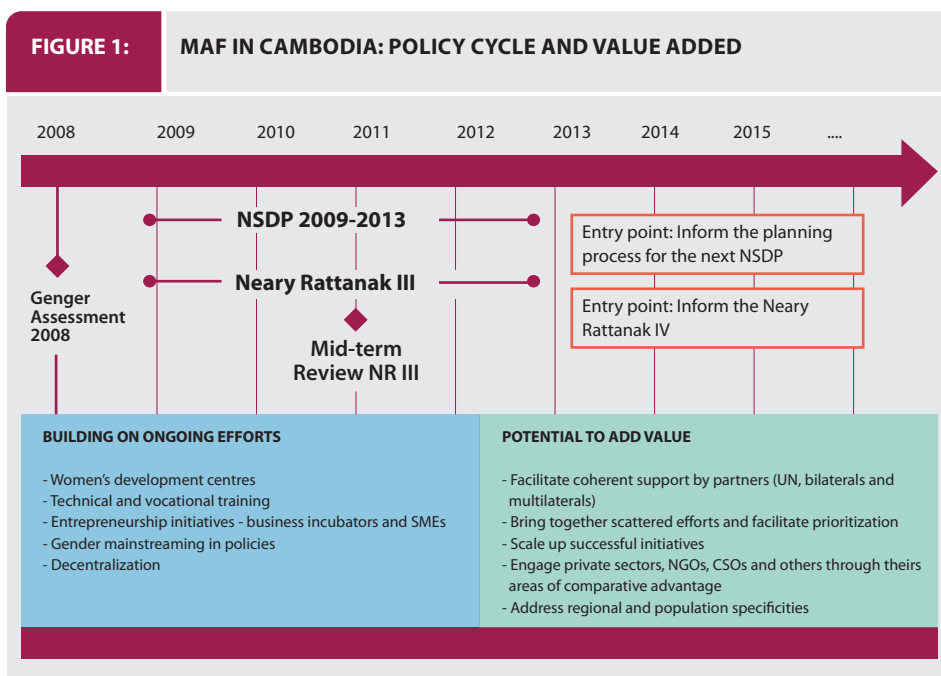 FIGURE 1:
MAF IN CAMBODIA: POLICY CYCLE AND VALUE ADDED
2008 2009 2010 2011 2012 2013 2014 2015 ....
NSDP 2009-2013
Neary Rattanak III
Genger
Assessment
2008
Mid-term
Review NR III
Entry point: Inform the planning
process for the next NSDP
Entry point: Inform the Neary
Rattanak IV
BUILDING ON ONGOING EFFORTS
- Women's development centres
- Technical and vocational training
- Entrepreneurship initiatives - business incubators and SMEs
- Gender mainstreaming in policies
- Decentralization
POTENTIAL TO ADD VALUE
- Facilitate coherent support by partners (UN, bilaterals and
multilaterals)
- Bring together scattered efforts and facilitate prioritization
- Scale up successful initiatives
- Engage private sectors, NGOs, CSOs and others through theirs
areas of comparative advantage
- Address regional and population specificities